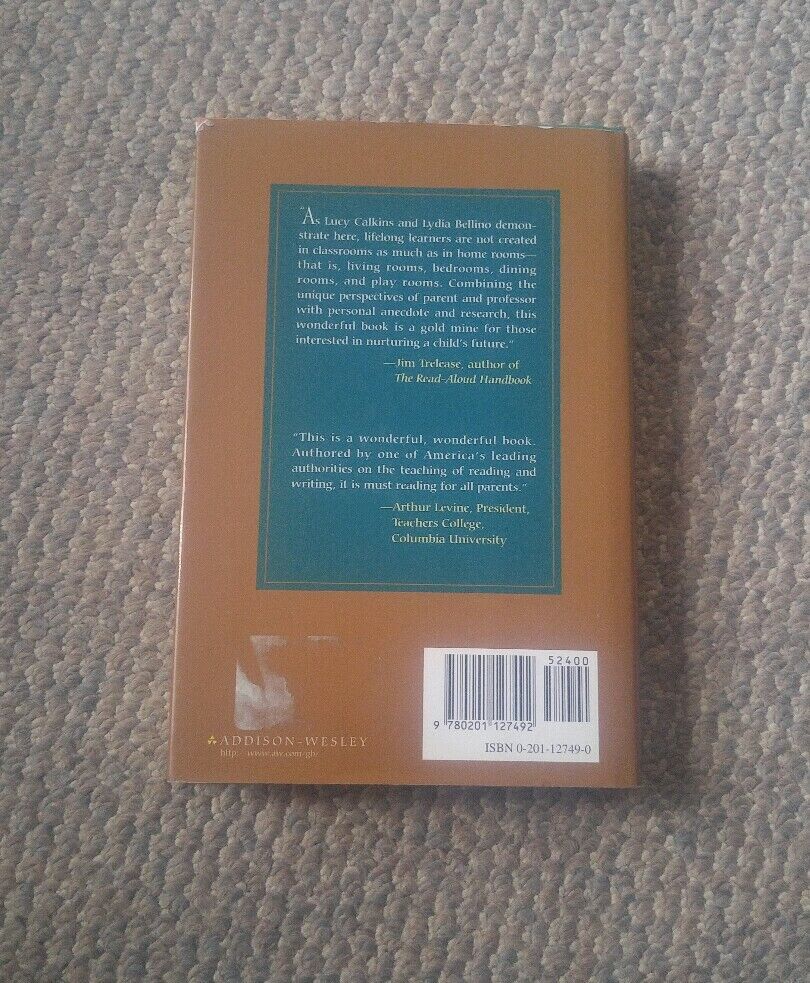 "As Lucy Calkins and Lydia Bellino demon-
strate here, lifelong learners are not created
in classrooms as much as in home rooms—
that is, living rooms, bedrooms, dining
rooms, and play rooms. Combining the
unique perspectives of parent and professor
with personal anecdote and research, this
wonderful book is a gold mine for those
interested in nurturing a child's future."
—Jim Trelease, author of
The Read-Aloud Handbook
"This is a wonderful, wonderful book.
Authored by one of America's leading
authorities on the teaching of reading and
writing, it is must reading for all parents."
—Arthur Levine, President,
Teachers College,
Columbia University
52400
9 780201 127492
ISBN 0-201-12749-0
ADDISON-WESLEY
http://www.aw.com/gb/